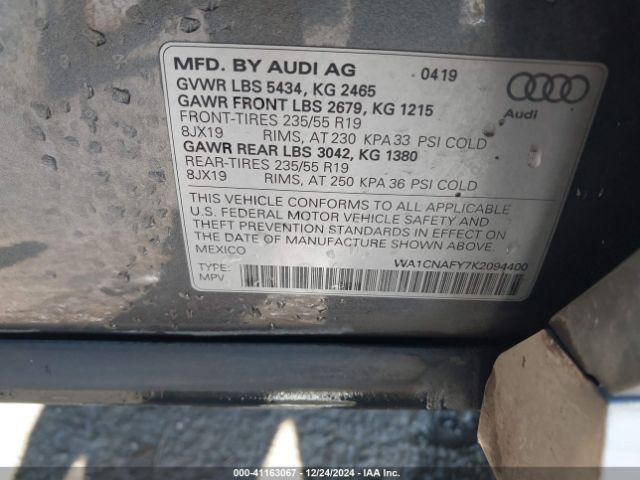 MFD. BY AUDI AG 0419
GVWR LBS 5434, KG 2465
GAWR FRONT LBS 2679, KG 1215
FRONT-TIRES 235/55 R19
8JX19 RIMS, AT 230 KPA 33 PSI COLD
GAWR REAR LBS 3042, KG 1380
REAR-TIRES 235/55 R19
8JX19 RIMS, AT 250 KPA 36 PSI COLD
Audi
THIS VEHICLE CONFORMS TO ALL APPLICABLE
U.S. FEDERAL MOTOR VEHICLE SAFETY AND
THEFT PREVENTION STANDARDS IN EFFECT ON
THE DATE OF MANUFACTURE SHOWN ABOVE.
MEXICO
WA1CNAFY7K2094400
TYPE:
MPV
000-41163067 - 12/24/2024 - IAA Inc.